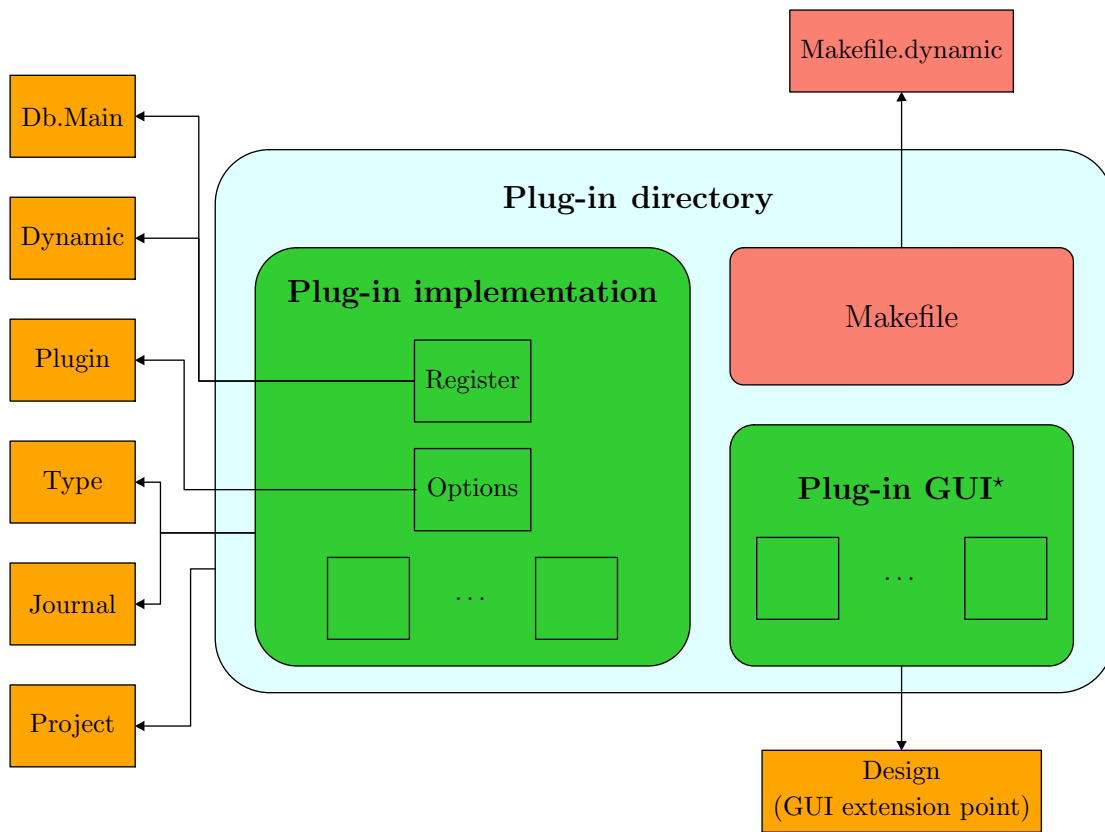 Makefile.dynamic
Db.Main
Plug-in directory
Dynamic
Plug-in implementation
Makefile
Plugin
Register
Type
Options
Plug-in GUI⋆
Journal
...
...
Project
Design
(GUI extension point)